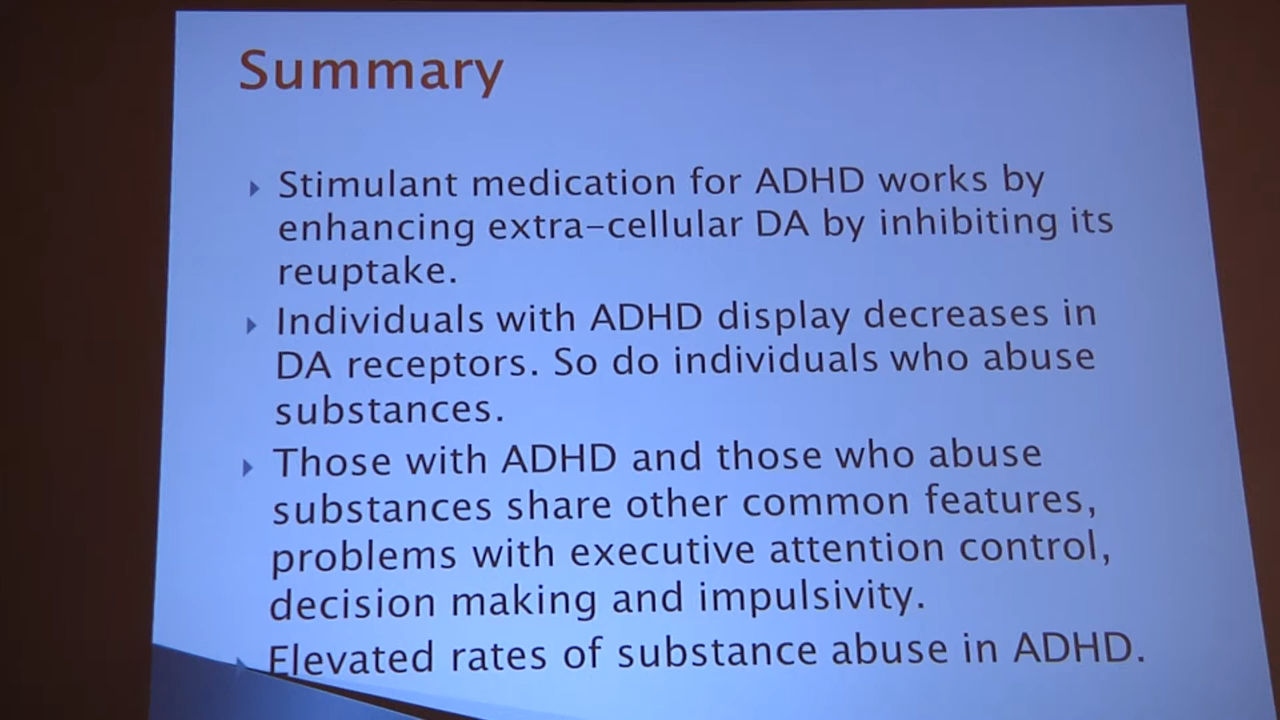 Summary
Stimulant medication for ADHD works by
enhancing extra-cellular DA by inhibiting its
reuptake.
Individuals with ADHD display decreases in
DA receptors. So do individuals who abuse
substances.
Those with ADHD and those who abuse
substances share other common features,
problems with executive attention control,
decision making and impulsivity.
Elevated rates of substance abuse in ADHD.